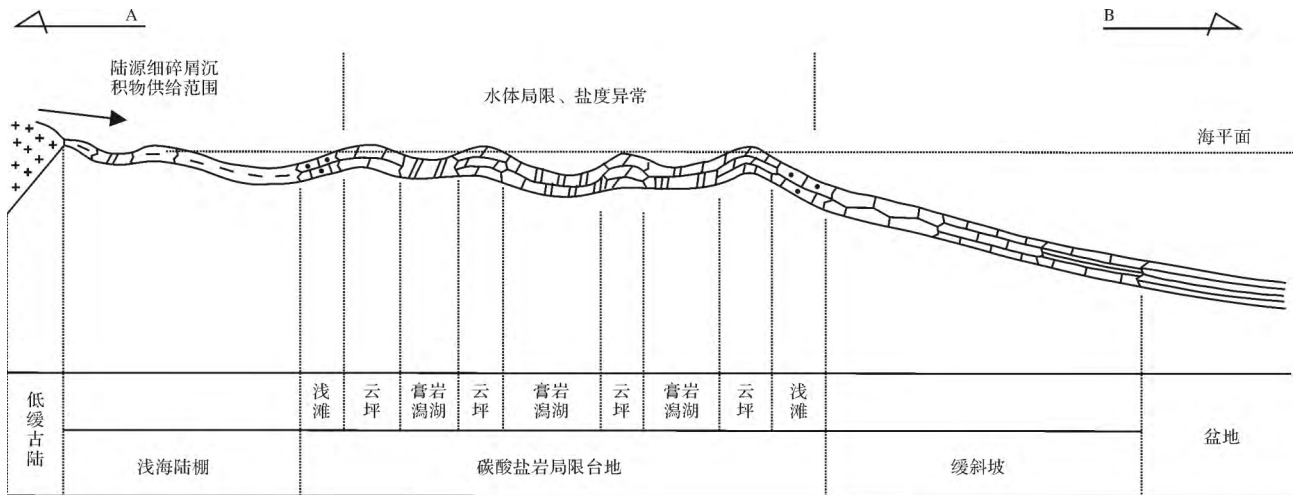 A
B
陆源细碎屑沉
积物供给范围
水体局限、盐度异常
海平面
低缓古陆
浅滩
云坪
膏岩
潟湖
云坪
膏岩
潟湖
云坪
膏岩
潟湖
云坪
浅滩
浅海陆棚
碳酸盐岩局限台地
缓斜坡
盆地